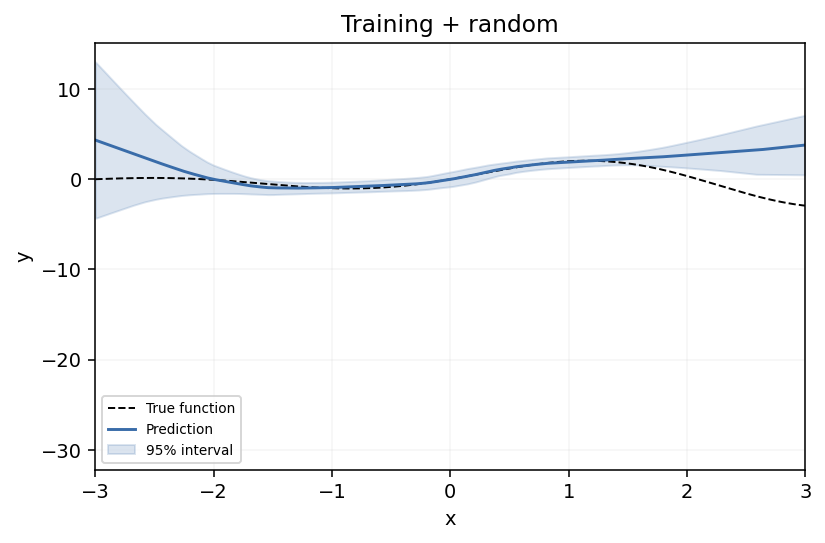 Training + random
10
0
−10
−20
−30
y
True function
Prediction
95% interval
−3
−2
−1
0
1
2
3
x